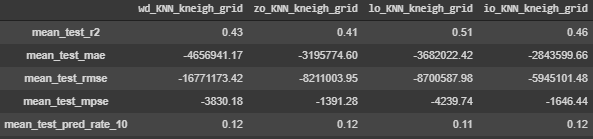 wd_KNN_kneigh_grid zo_KNN_kneigh_grid lo_KNN_kneigh_grid io_KNN_kneigh_grid
mean_test_r2 0.43 0.41 0.51 0.46
mean_test_mae -4656941.17 -3195774.60 -3682022.42 -2843599.66
mean_test_rmse -16771173.42 -8211003.95 -8700587.98 -5945101.48
mean_test_mpse -3830.18 -1391.28 -4239.74 -1646.44
mean_test_pred_rate_10 0.12 0.12 0.11 0.12